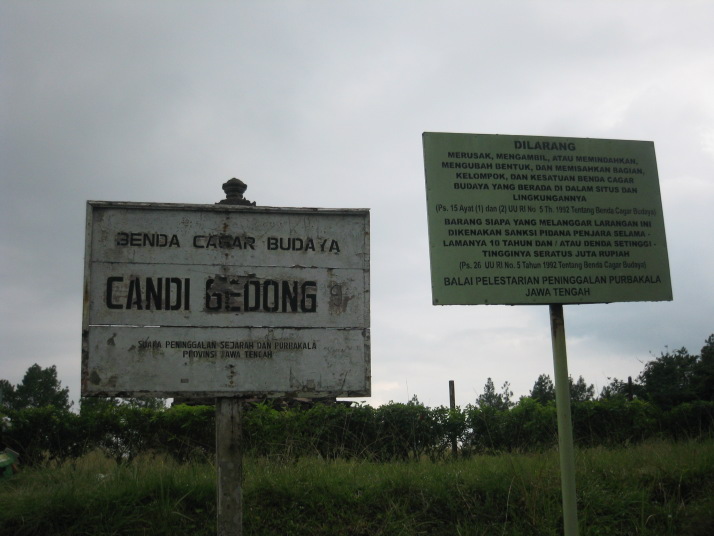 BENDA CAGAR BUDAYA
CANDI GEDONG
SUAKA PENINGGALAN SEJARAH DAN PURBAKALA
PROVINSI JAWA TENGAH
DILARANG
MERUSAK, MENGAMBIL, ATAU MEMINDAHKAN,
MENGUBAH BENTUK, DAN MEMISAHKAN BAGIAN,
KELOMPOK, DAN KESATUAN BENDA CAGAR
BUDAYA YANG BERADA DI DALAM SITUS DAN
LINGKUNGANNYA
(Ps. 15 Ayat (1) dan (2) UU RI No. 5 Th. 1992 Tentang Benda Cagar Budaya)
BARANG SIAPA YANG MELANGGAR LARANGAN INI
DIKENAKAN SANKSI PIDANA PENJARA SELAMA -
LAMANYA 10 TAHUN DAN / ATAU DENDA SETINGGI -
TINGGINYA SERATUS JUTA RUPIAH
(Ps. 26 UU RI No. 5 Tahun 1992 Tentang Benda Cagar Budaya)
BALAI PELESTARIAN PENINGGALAN PURBAKALA
JAWA TENGAH